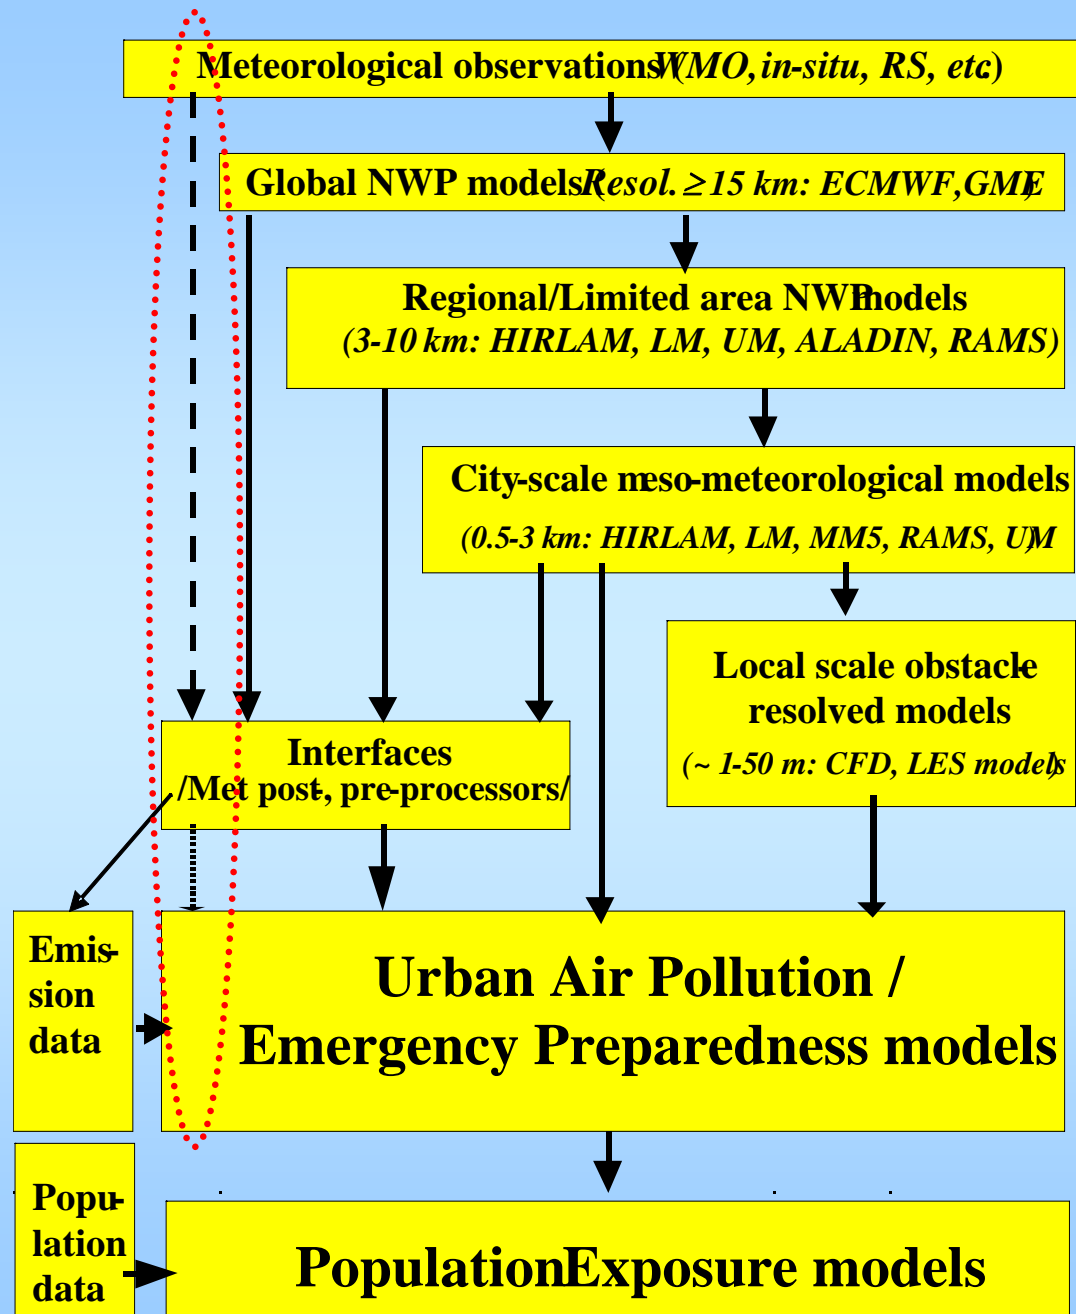 Meteorological observations (WMO, in-situ, RS, etc.)
Global NWP models (Resol. ≥ 15 km: ECMWF, GME)
Regional/Limited area NWP models
(3-10 km: HIRLAM, LM, UM, ALADIN, RAMS)
City-scale meso-meteorological models
(0.5-3 km: HIRLAM, LM, MM5, RAMS, UM)
Local scale obstacle-
resolved models
(~ 1-50 m: CFD, LES models)
Interfaces
/Met post-, pre-processors/
Emis-
sion
data
Urban Air Pollution /
Emergency Preparedness models
Popu-
lation
data
Population Exposure models